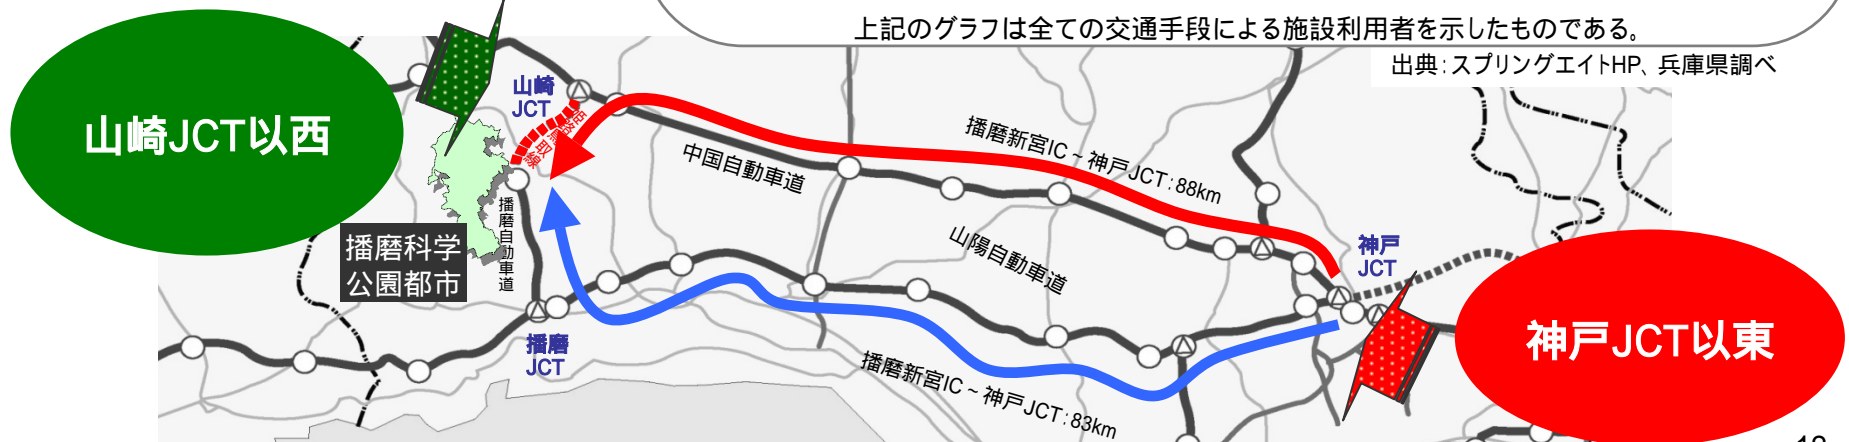 上記のグラフは全ての交通手段による施設利用者を示したものである。
出典：スプリングエイトHP、兵庫県調べ
山崎JCT以西
山崎
JCT
中国自動車道
播磨新宮IC～神戸JCT：88km
播磨自動車道
播磨科学
公園都市
山陽自動車道
神戸
JCT
神戸JCT以東
播磨
JCT
播磨新宮IC～神戸JCT：83km